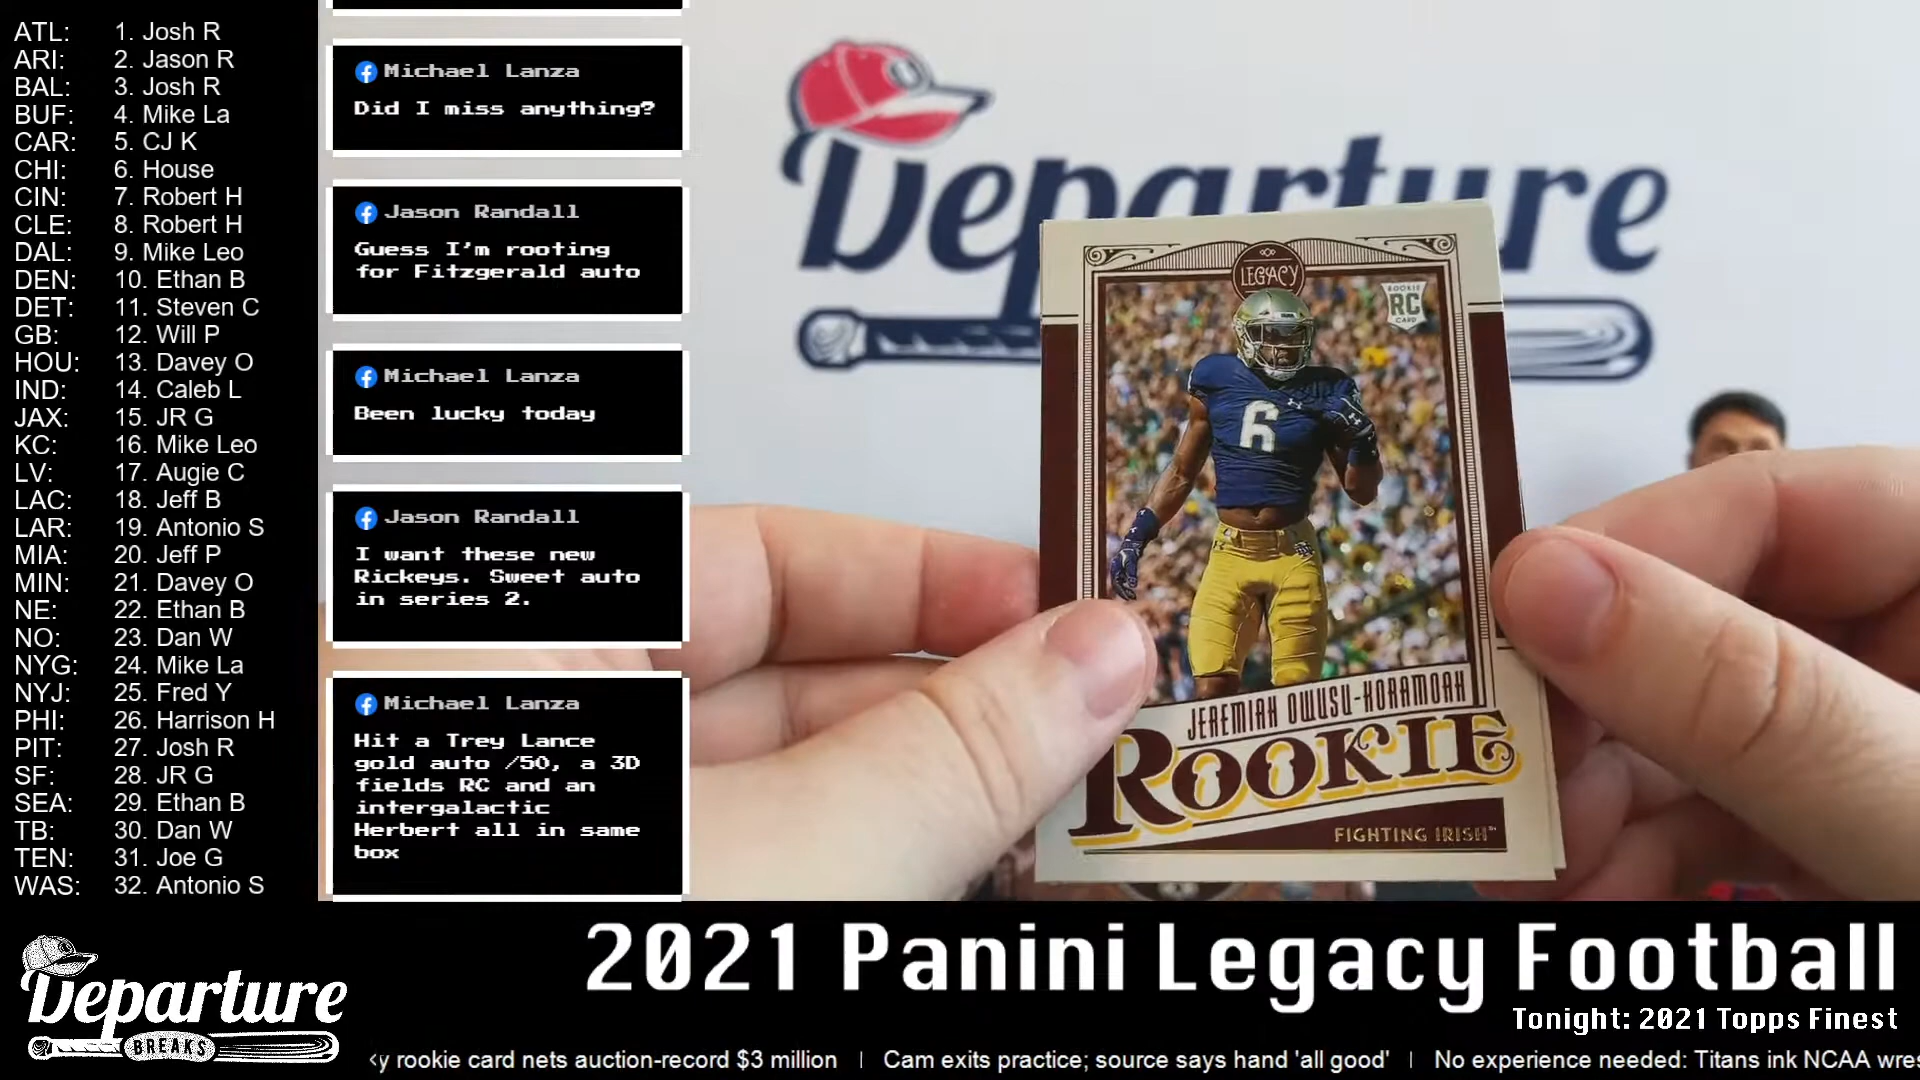 ATL: 1. Josh R
ARI: 2. Jason R
BAL: 3. Josh R
BUF: 4. Mike La
CAR: 5. CJ K
CHI: 6. House
CIN: 7. Robert H
CLE: 8. Robert H
DAL: 9. Mike Leo
DEN: 10. Ethan B
DET: 11. Steven C
GB: 12. Will P
HOU: 13. Davey O
IND: 14. Caleb L
JAX: 15. JR G
KC: 16. Mike Leo
LV: 17. Augie C
LAC: 18. Jeff B
LAR: 19. Antonio S
MIA: 20. Jeff P
MIN: 21. Davey O
NE: 22. Ethan B
NO: 23. Dan W
NYG: 24. Mike La
NYJ: 25. Fred Y
PHI: 26. Harrison H
PIT: 27. Josh R
SF: 28. JR G
SEA: 29. Ethan B
TB: 30. Dan W
TEN: 31. Joe G
WAS: 32. Antonio S
Michael Lanza
Did I miss anything?
Jason Randall
Guess I'm rooting
for Fitzgerald auto
Michael Lanza
Been lucky today
Jason Randall
I want these new
Rickeys. Sweet auto
in series 2.
Michael Lanza
Hit a Trey Lance
gold auto /50, a 3D
fields RC and an
intergalactic
Herbert all in same
box
Departure
LEGACY
ROOKIE
RC
CARD
6
JEREMIAH OWUSU-KORAMOAH
ROOKIE
FIGHTING IRISH™
Departure
BREAKS
2021 Panini Legacy Football
Tonight: 2021 Topps Finest
rookie card nets auction-record $3 million | Cam exits practice; source says hand 'all good' | No experience needed: Titans ink NCAA